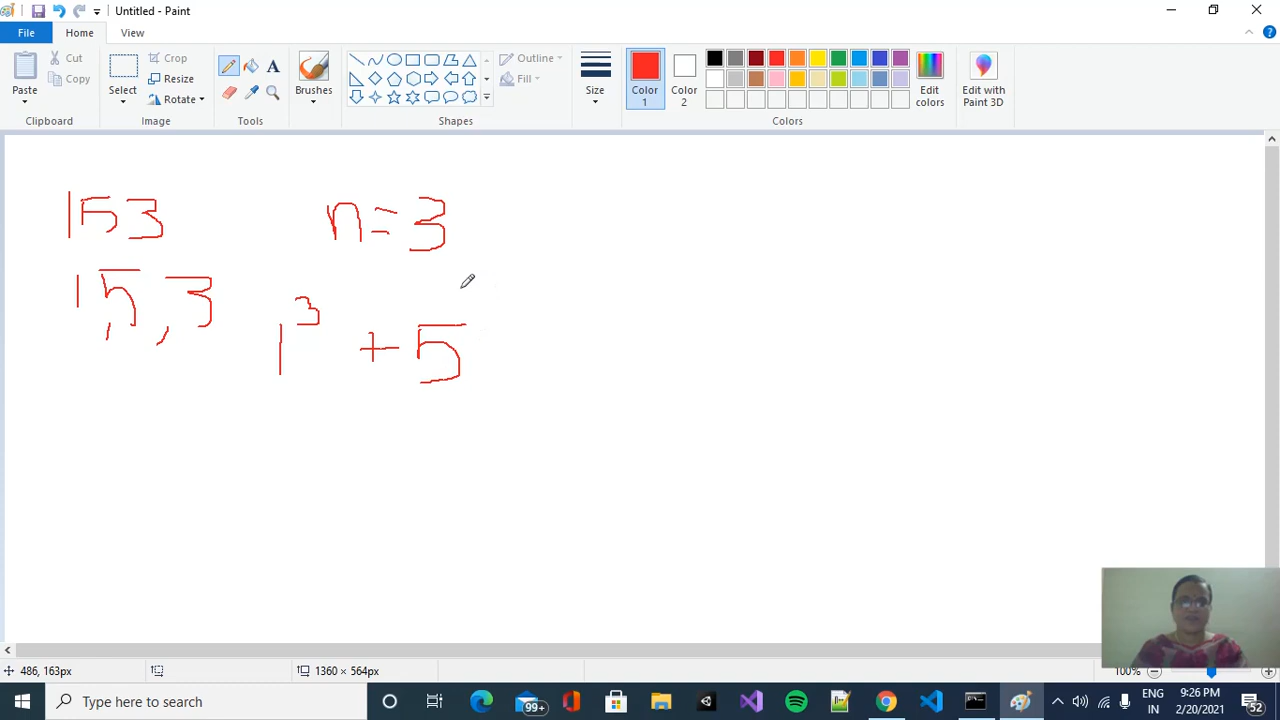 Untitled - Paint
File Home View
Paste
Cut
Copy
Clipboard
Select
Crop
Resize
Rotate
Image
A
Tools
Brushes
Outline
Fill
Shapes
Size
Color 1
Color 2
Edit colors
Colors
Edit with Paint 3D
153 n=3
1,5,3
1³ + 5
486, 163px
1360 × 564px
100%
Type here to search
99+
ENG
IN
9:26 PM
2/20/2021
52